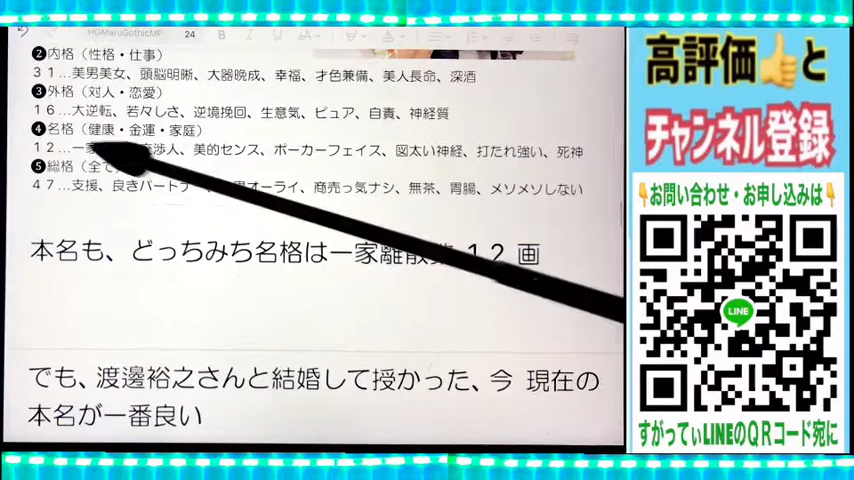 HGMaruGothicMP 24 B I U A
❷内格（性格・仕事）
３１…美男美女、頭脳明晰、大器晩成、幸福、才色兼備、美人長命、深酒
❸外格（対人・恋愛）
１６…大逆転、若々しさ、逆境挽回、生意気、ピュア、自責、神経質
❹名格（健康・金運・家庭）
１２…一家 渉人、美的センス、ポーカーフェイス、図太い神経、打たれ強い、死神
❺総格（全て
４７…支援、良きパートナー オーライ、商売っ気ナシ、無茶、胃腸、メソメソしない
本名も、どっちみち名格は一家離散 １２画
でも、渡邊裕之さんと結婚して授かった、今 現在の
本名が一番良い
高評価👍と
チャンネル登録
👇お問い合わせ・お申し込みは👇
LINE
すがってぃLINEのＱＲコード宛に